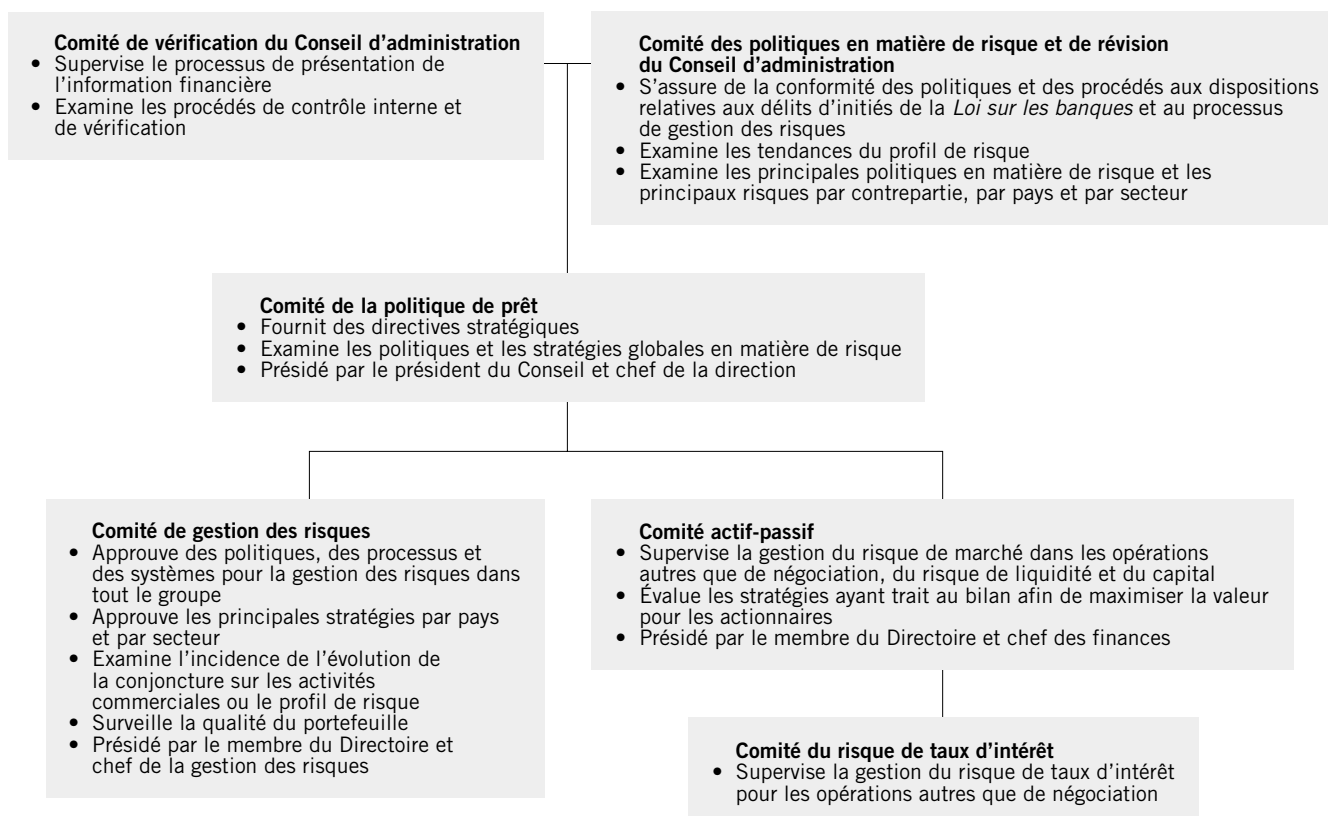 Comité de vérification du Conseil d’administration
• Supervise le processus de présentation de
l’information financière
• Examine les procédés de contrôle interne et
de vérification
Comité des politiques en matière de risque et de révision
du Conseil d’administration
• S’assure de la conformité des politiques et des procédés aux dispositions
relatives aux délits d’initiés de la Loi sur les banques et au processus
de gestion des risques
• Examine les tendances du profil de risque
• Examine les principales politiques en matière de risque et les
principaux risques par contrepartie, par pays et par secteur
Comité de la politique de prêt
• Fournit des directives stratégiques
• Examine les politiques et les stratégies globales en matière de risque
• Présidé par le président du Conseil et chef de la direction
Comité de gestion des risques
• Approuve des politiques, des processus et
des systèmes pour la gestion des risques dans
tout le groupe
• Approuve les principales stratégies par pays
et par secteur
• Examine l’incidence de l’évolution de
la conjoncture sur les activités
commerciales ou le profil de risque
• Surveille la qualité du portefeuille
• Présidé par le membre du Directoire et
chef de la gestion des risques
Comité actif-passif
• Supervise la gestion du risque de marché dans les opérations
autres que de négociation, du risque de liquidité et du capital
• Évalue les stratégies ayant trait au bilan afin de maximiser la valeur
pour les actionnaires
• Présidé par le membre du Directoire et chef des finances
Comité du risque de taux d’intérêt
• Supervise la gestion du risque de taux d’intérêt
pour les opérations autres que de négociation